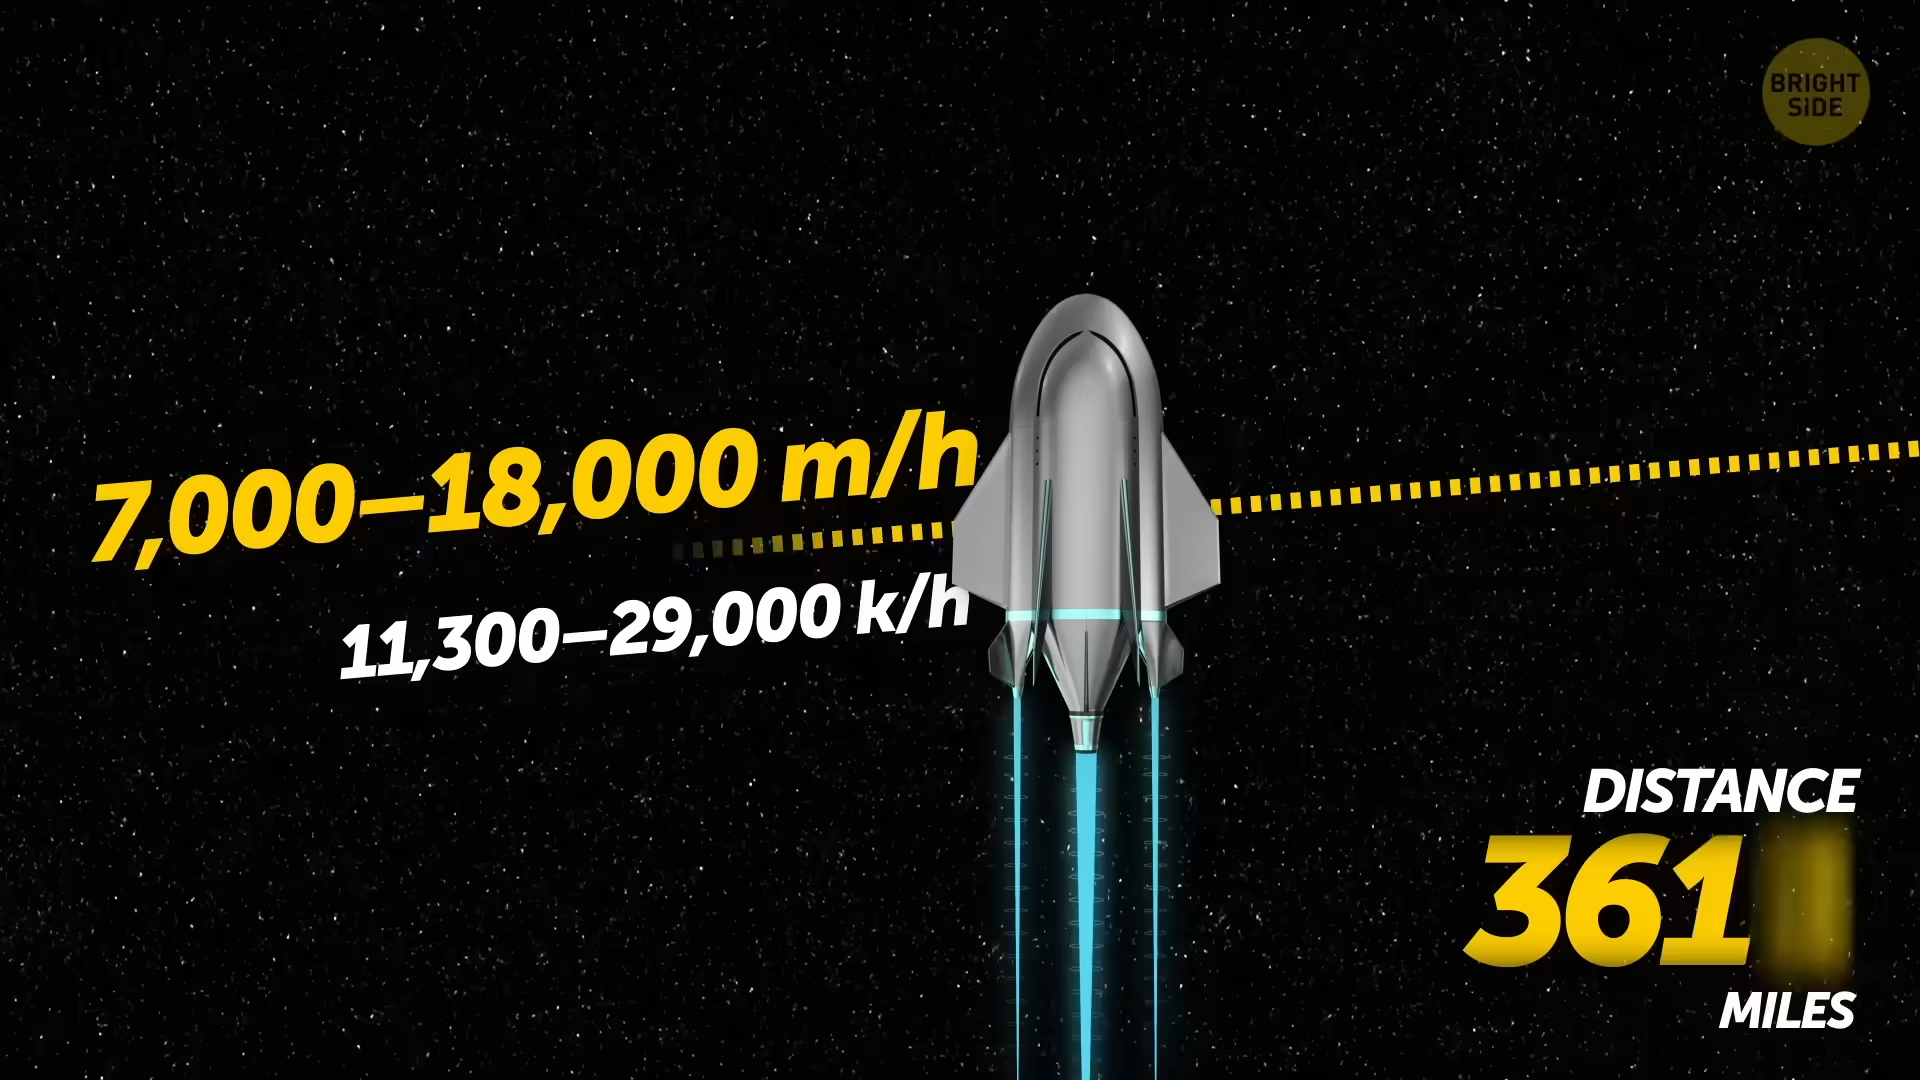 BRIGHT
SIDE
7,000–18,000 m/h
11,300–29,000 k/h
DISTANCE
361
MILES